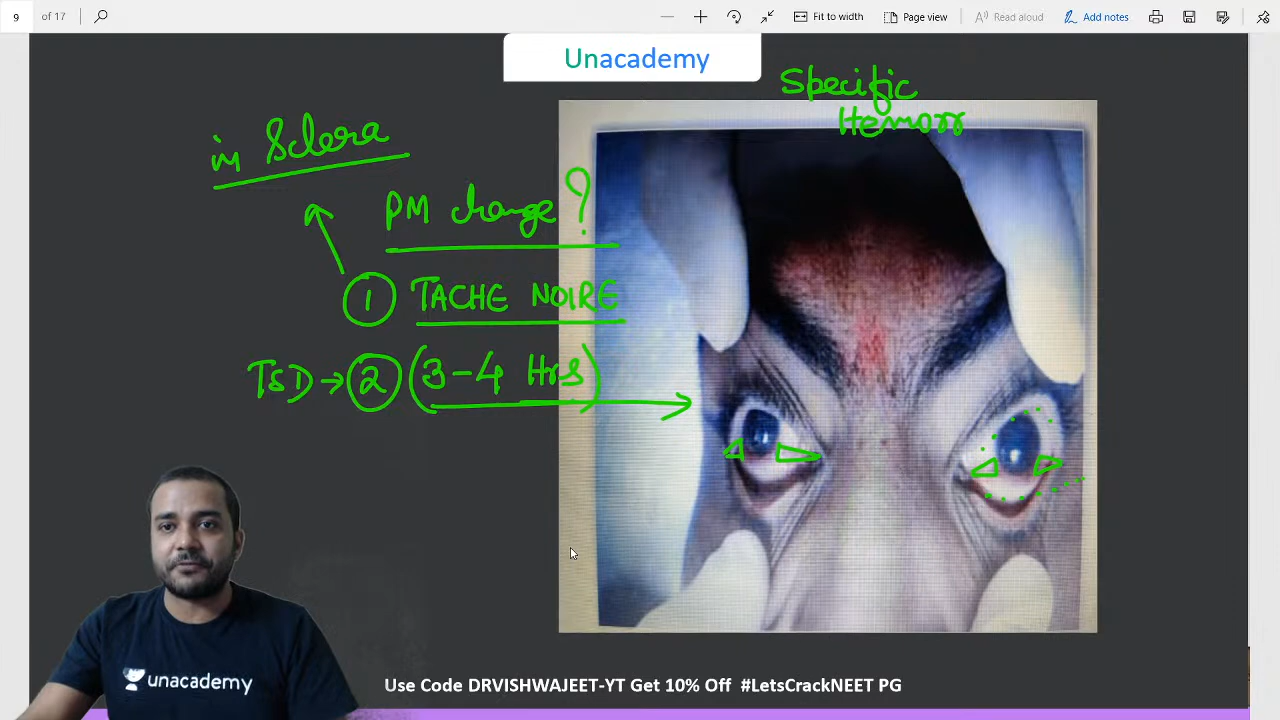 9 of 17
Fit to width
Page view
Read aloud
Add notes
Unacademy
Specific
Hemorr
in Sclera
PM change?
① TACHE NOIRE
TSD → ② (3-4 Hrs)
unacademy
Use Code DRVISHWAJEET-YT Get 10% Off #LetsCrackNEET PG